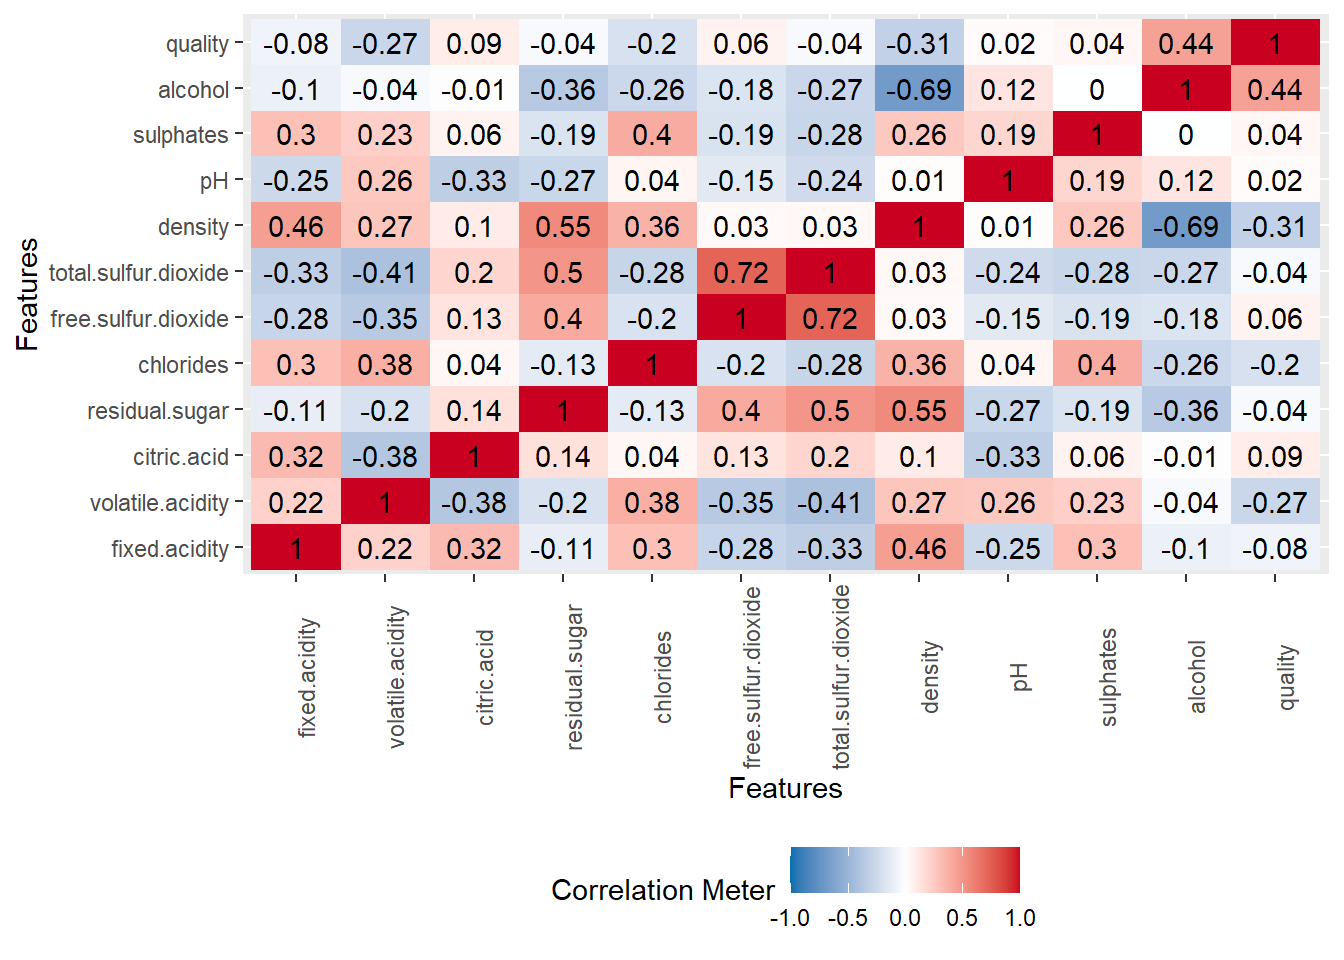 quality -0.08 -0.27 0.09 -0.04 -0.2 0.06 -0.04 -0.31 0.02 0.04 0.44 1
alcohol -0.1 -0.04 -0.01 -0.36 -0.26 -0.18 -0.27 -0.69 0.12 0 1 0.44
sulphates 0.3 0.23 0.06 -0.19 0.4 -0.19 -0.28 0.26 0.19 1 0 0.04
pH -0.25 0.26 -0.33 -0.27 0.04 -0.15 -0.24 0.01 1 0.19 0.12 0.02
density 0.46 0.27 0.1 0.55 0.36 0.03 0.03 1 0.01 0.26 -0.69 -0.31
total.sulfur.dioxide -0.33 -0.41 0.2 0.5 -0.28 0.72 1 0.03 -0.24 -0.28 -0.27 -0.04
free.sulfur.dioxide -0.28 -0.35 0.13 0.4 -0.2 1 0.72 0.03 -0.15 -0.19 -0.18 0.06
chlorides 0.3 0.38 0.04 -0.13 1 -0.2 -0.28 0.36 0.04 0.4 -0.26 -0.2
residual.sugar -0.11 -0.2 0.14 1 -0.13 0.4 0.5 0.55 -0.27 -0.19 -0.36 -0.04
citric.acid 0.32 -0.38 1 0.14 0.04 0.13 0.2 0.1 -0.33 0.06 -0.01 0.09
volatile.acidity 0.22 1 -0.38 -0.2 0.38 -0.35 -0.41 0.27 0.26 0.23 -0.04 -0.27
fixed.acidity 1 0.22 0.32 -0.11 0.3 -0.28 -0.33 0.46 -0.25 0.3 -0.1 -0.08
Features
fixed.acidity
volatile.acidity
citric.acid
residual.sugar
chlorides
free.sulfur.dioxide
total.sulfur.dioxide
density
pH
sulphates
alcohol
quality
Features
Correlation Meter
-1.0 -0.5 0.0 0.5 1.0